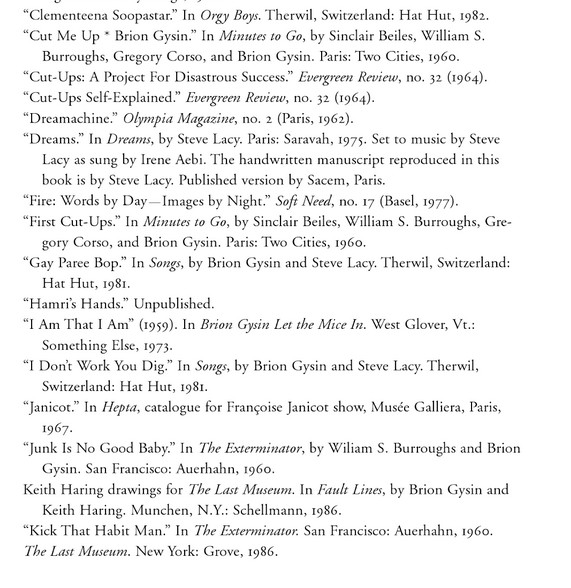 “Clementeena Soopastar.” In Orgy Boys. Therwil, Switzerland: Hat Hut, 1982.
“Cut Me Up * Brion Gysin.” In Minutes to Go, by Sinclair Beiles, William S.
Burroughs, Gregory Corso, and Brion Gysin. Paris: Two Cities, 1960.
“Cut-Ups: A Project For Disastrous Success.” Evergreen Review, no. 32 (1964).
“Cut-Ups Self-Explained.” Evergreen Review, no. 32 (1964).
“Dreamachine.” Olympia Magazine, no. 2 (Paris, 1962).
“Dreams.” In Dreams, by Steve Lacy. Paris: Saravah, 1975. Set to music by Steve
Lacy as sung by Irene Aebi. The handwritten manuscript reproduced in this
book is by Steve Lacy. Published version by Sacem, Paris.
“Fire: Words by Day—Images by Night.” Soft Need, no. 17 (Basel, 1977).
“First Cut-Ups.” In Minutes to Go, by Sinclair Beiles, William S. Burroughs, Gre-
gory Corso, and Brion Gysin. Paris: Two Cities, 1960.
“Gay Paree Bop.” In Songs, by Brion Gysin and Steve Lacy. Therwil, Switzerland:
Hat Hut, 1981.
“Hamri’s Hands.” Unpublished.
“I Am That I Am” (1959). In Brion Gysin Let the Mice In. West Glover, Vt.:
Something Else, 1973.
“I Don’t Work You Dig.” In Songs, by Brion Gysin and Steve Lacy. Therwil,
Switzerland: Hat Hut, 1981.
“Janicot.” In Hepta, catalogue for Françoise Janicot show, Musée Galliera, Paris,
1967.
“Junk Is No Good Baby.” In The Exterminator, by Wiliam S. Burroughs and Brion
Gysin. San Francisco: Auerhahn, 1960.
Keith Haring drawings for The Last Museum. In Fault Lines, by Brion Gysin and
Keith Haring. Munchen, N.Y.: Schellmann, 1986.
“Kick That Habit Man.” In The Exterminator. San Francisco: Auerhahn, 1960.
The Last Museum. New York: Grove, 1986.